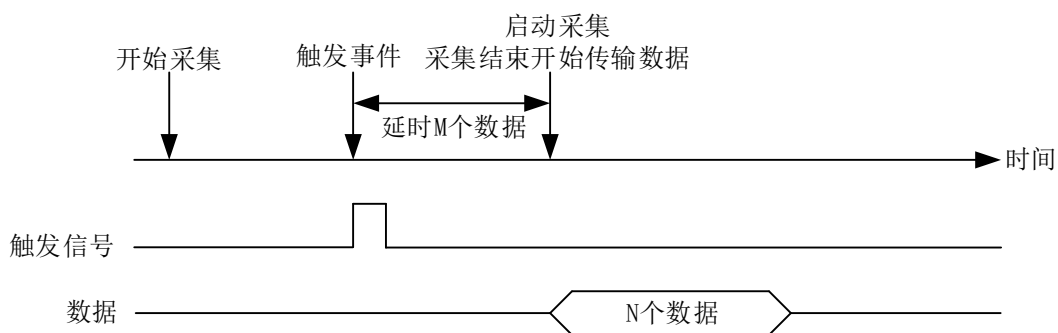 启动采集
开始采集
触发事件
采集结束开始传输数据
延时M个数据
时间
触发信号
数据
N个数据